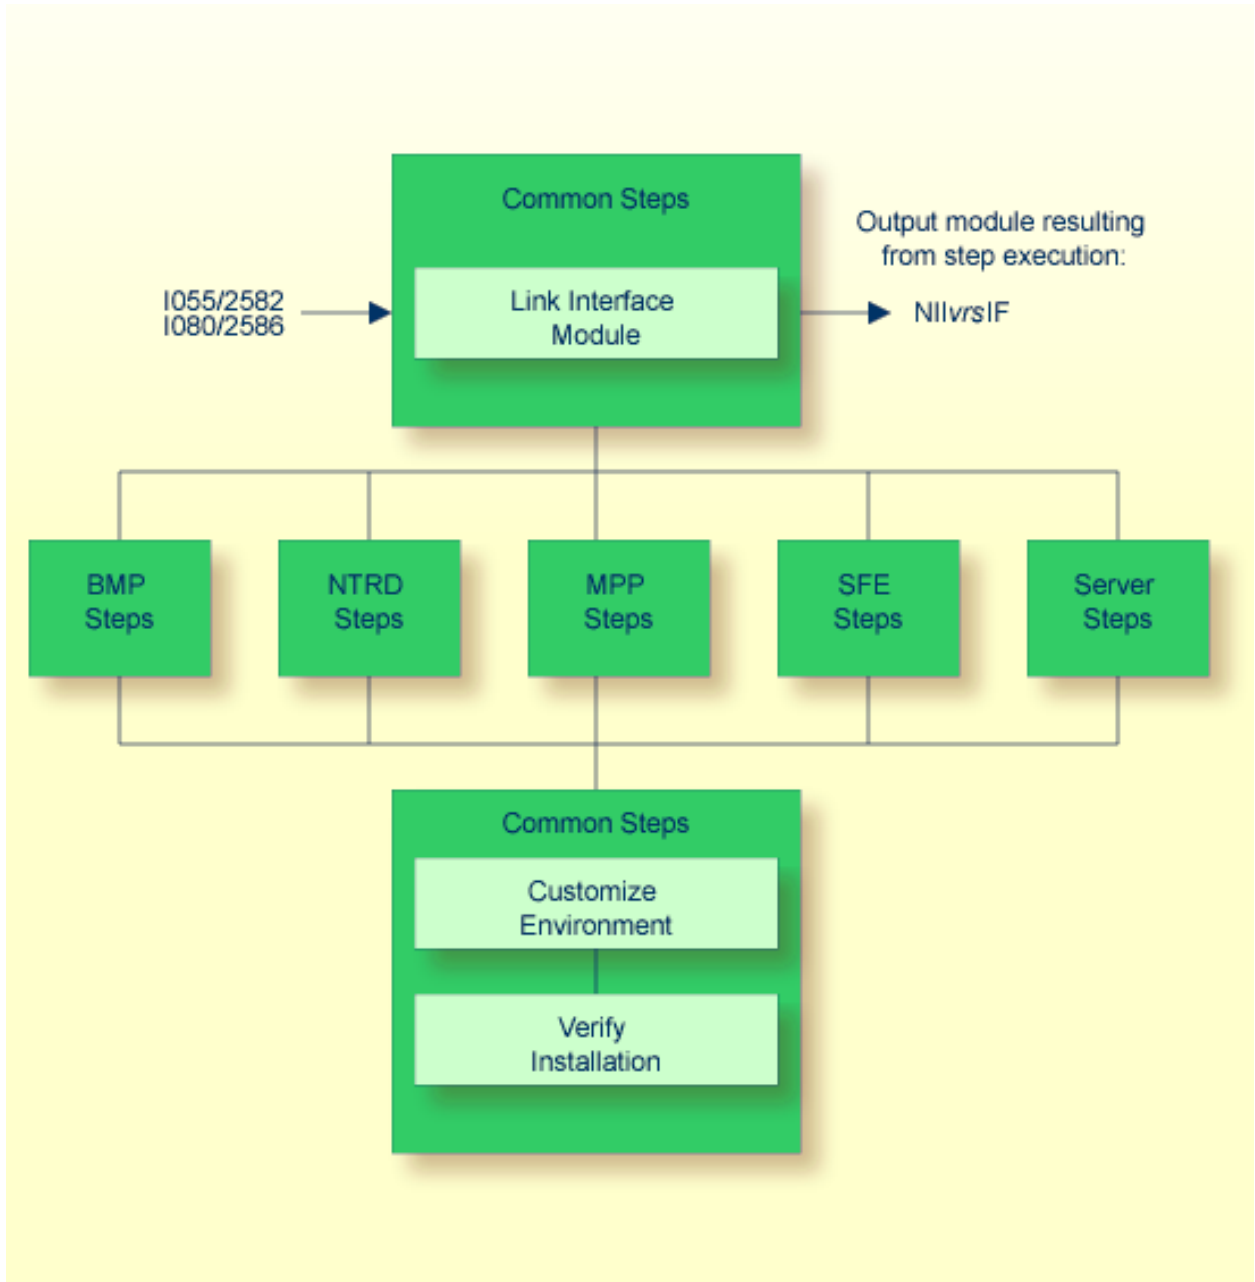 Common Steps
Output module resulting
from step execution:
I055/2582
I080/2586
Link Interface
Module
NIIvrsIF
BMP
Steps
NTRD
Steps
MPP
Steps
SFE
Steps
Server
Steps
Common Steps
Customize
Environment
Verify
Installation